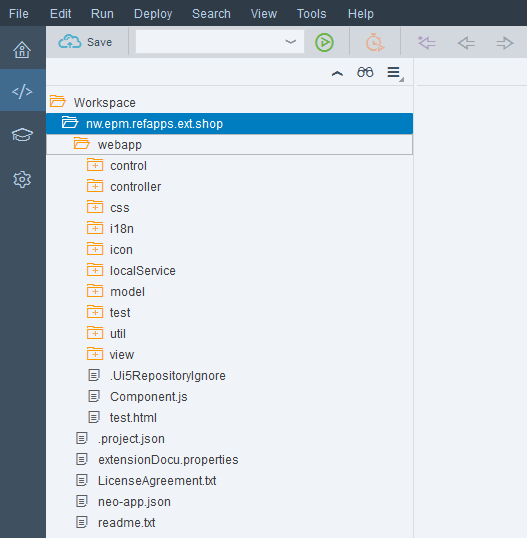 File Edit Run Deploy Search View Tools Help
Save
Workspace
nw.epm.refapps.ext.shop
webapp
control
controller
css
i18n
icon
localService
model
test
util
view
.Ui5RepositoryIgnore
Component.js
test.html
.project.json
extensionDocu.properties
LicenseAgreement.txt
neo-app.json
readme.txt